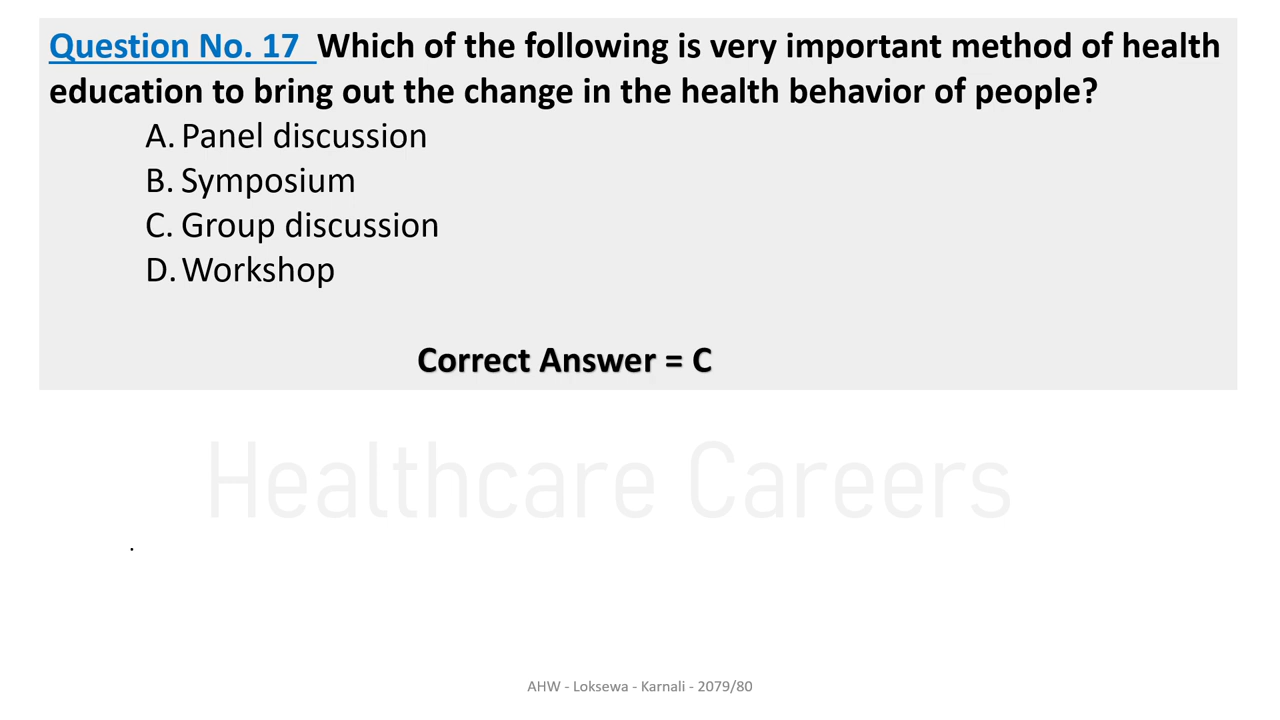 Question No. 17 Which of the following is very important method of health
education to bring out the change in the health behavior of people?
A. Panel discussion
B. Symposium
C. Group discussion
D. Workshop
Correct Answer = C
Healthcare Careers
.
AHW - Loksewa - Karnali - 2079/80